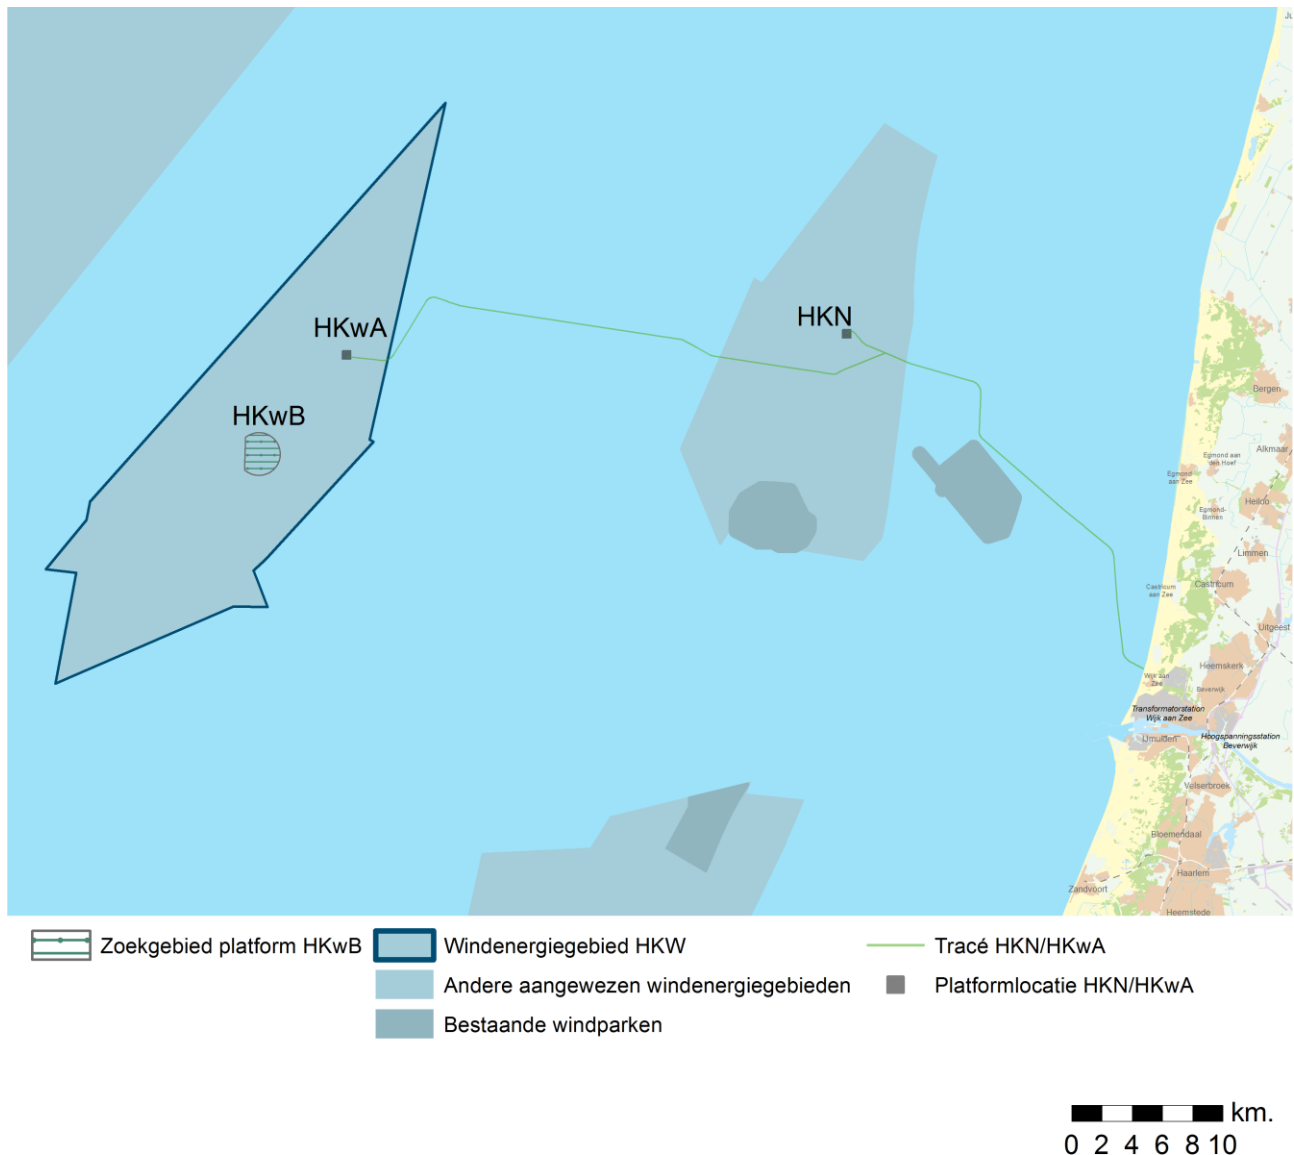 HKwA
HKN
HKwB
Bergen
Alkmaar
Egmond aan
den Hoef
Egmond
aan Zee
Heiloo
Egmond-
Binnen
Limmen
Castricum
Castricum
aan Zee
Uitgeest
Heemskerk
Wijk aan
Zee
Beverwijk
Transformatorstation
Wijk aan Zee
IJmuiden
Hoogspanningsstation
Beverwijk
Velserbroek
Bloemendaal
Haarlem
Zandvoort
Heemstede
Zoekgebied platform HKwB
Windenergiegebied HKW
Tracé HKN/HKwA
Andere aangewezen windenergiegebieden
Platformlocatie HKN/HKwA
Bestaande windparken
km.
0 2 4 6 8 10